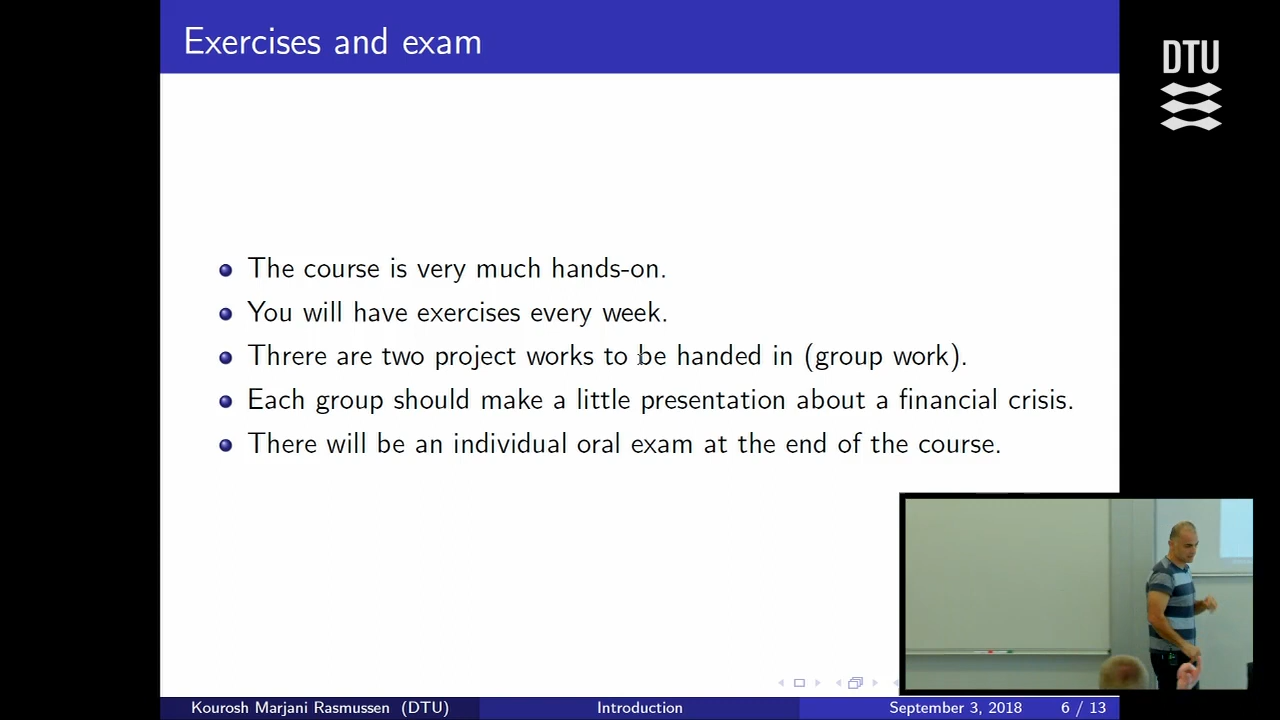 Exercises and exam
DTU
The course is very much hands-on.
You will have exercises every week.
Threre are two project works to be handed in (group work).
Each group should make a little presentation about a financial crisis.
There will be an individual oral exam at the end of the course.
Kourosh Marjani Rasmussen (DTU) Introduction September 3, 2018 6 / 13